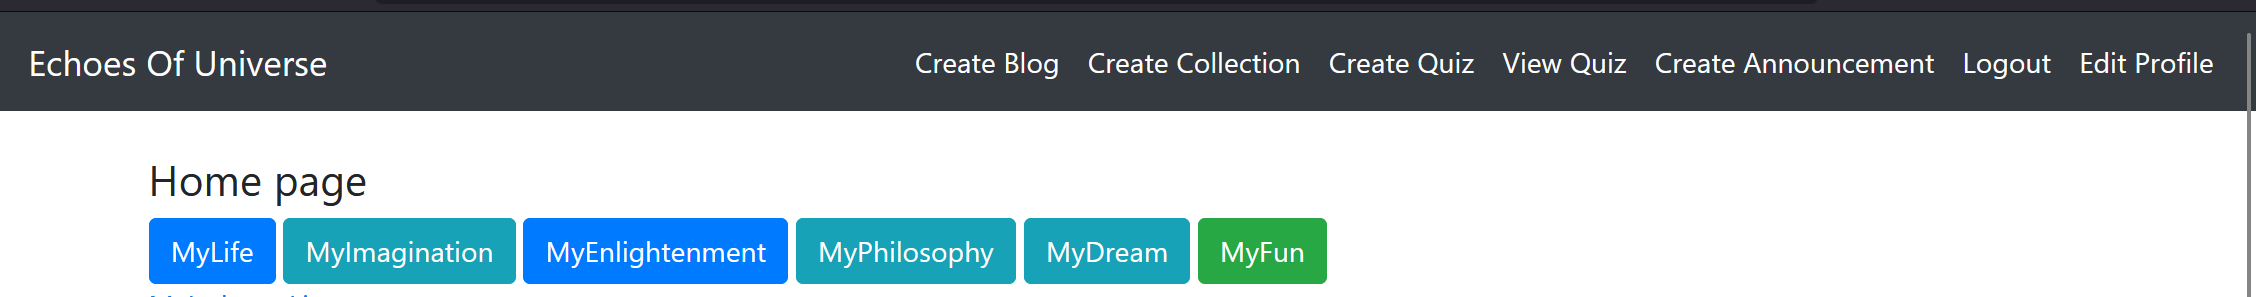 Echoes Of Universe Create Blog Create Collection Create Quiz View Quiz Create Announcement Logout Edit Profile
Home page
MyLife MyImagination MyEnlightenment MyPhilosophy MyDream MyFun